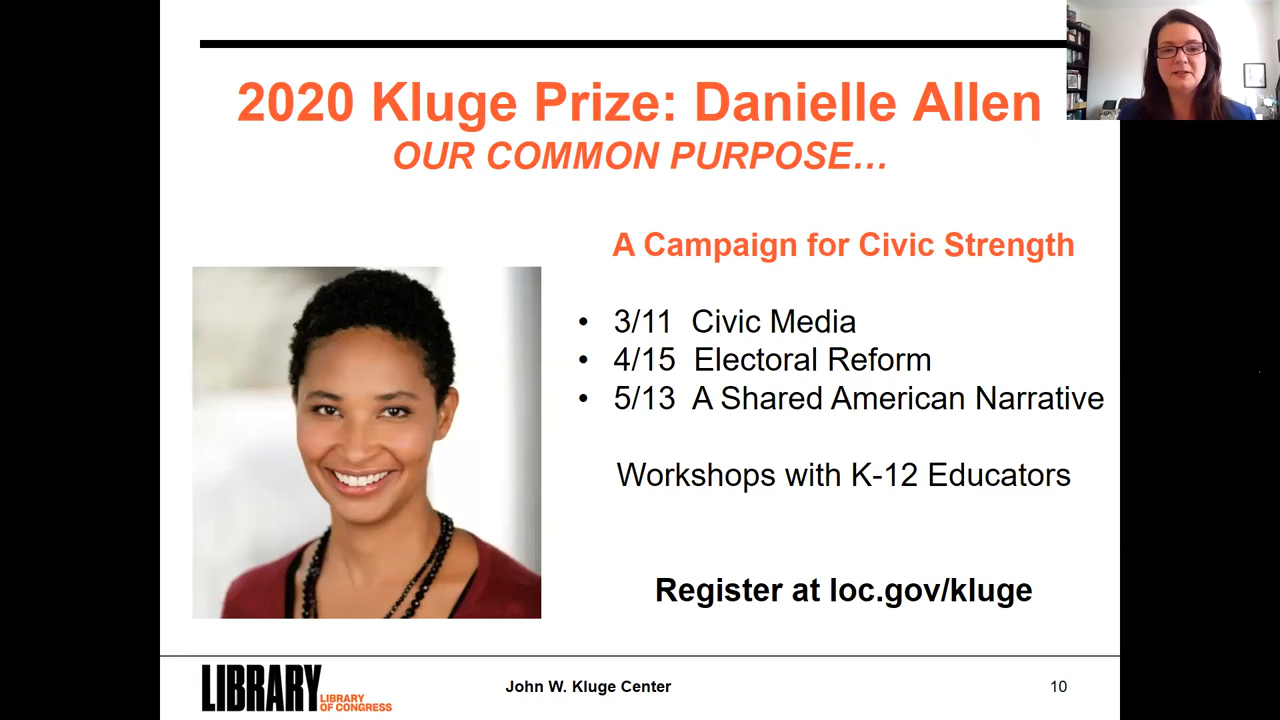 2020 Kluge Prize: Danielle Allen
OUR COMMON PURPOSE…
A Campaign for Civic Strength
• 3/11 Civic Media
• 4/15 Electoral Reform
• 5/13 A Shared American Narrative
Workshops with K-12 Educators
Register at loc.gov/kluge
LIBRARY
LIBRARY
OF CONGRESS
John W. Kluge Center
10